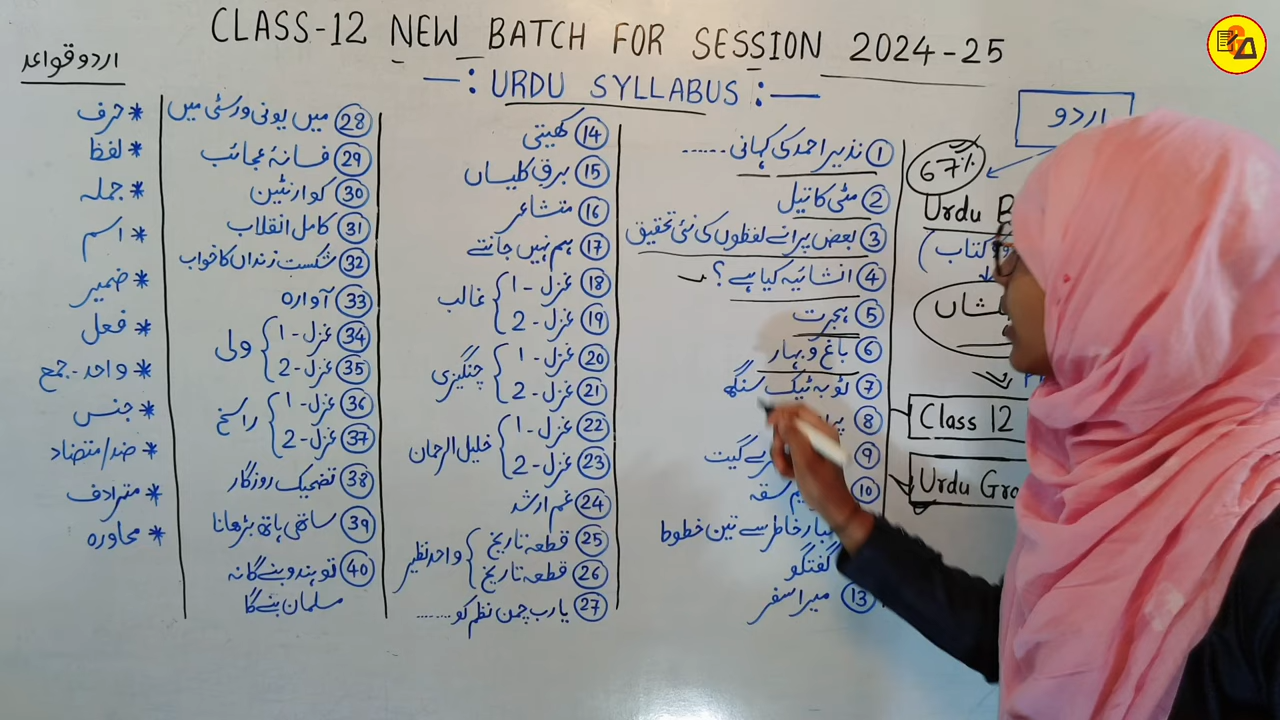 CLASS-12 NEW BATCH FOR SESSION 2024-25
-: URDU SYLLABUS :-
اردو
67%
Urdu
کتاب
Class 12
Urdu
① نذیر احمد کی کہانی ......
② مٹی کا تیل
③ بعض پرانے لفظوں کی نئی تحقیق
④ انشائیہ کیا ہے؟
⑤ ہجرت
⑥ باغ و بہار
⑦ ٹوبہ ٹیک سنگھ
⑧
⑨ گیت
⑩ سقہ
خاطر سے تین خطوط
گفتگو
⑬ میرا سفر
⑭ کھیتی
⑮ برق کلیساں
⑯ متشاعر
⑰ ہم نہیں جانتے
⑱ غزل - 1
⑲ غزل - 2
غالب
⑳ غزل - 1
㉑ غزل - 2
چنگیزی
㉒ غزل - 1
㉓ غزل - 2
خلیل الرحمان
㉔ غم ارشد
㉕ قطعہ تاریخ
㉖ قطعہ تاریخ
واحد نظیر
㉗ یارب چمن نظم کو ........
㉘ میں یونی ورسٹی میں
㉙ فسانۂ عجائب
㉚ کوارنٹین
㉛ کامل انقلاب
㉜ شکست زنداں کا خواب
㉝ آوارہ
㉞ غزل - 1
㉟ غزل - 2
ولی
㊱ غزل - 1
㊲ غزل - 2
راسخ
㊳ تضحیک روزگار
㊴ ساتھی ہاتھ بڑھانا
㊵ تو ہندو بنے گا نہ
مسلمان بنے گا
اردو قواعد
* حرف
* لفظ
* جملہ
* اسم
* ضمیر
* فعل
* واحد - جمع
* جنس
* ضد/متضاد
* مترادف
* محاورہ